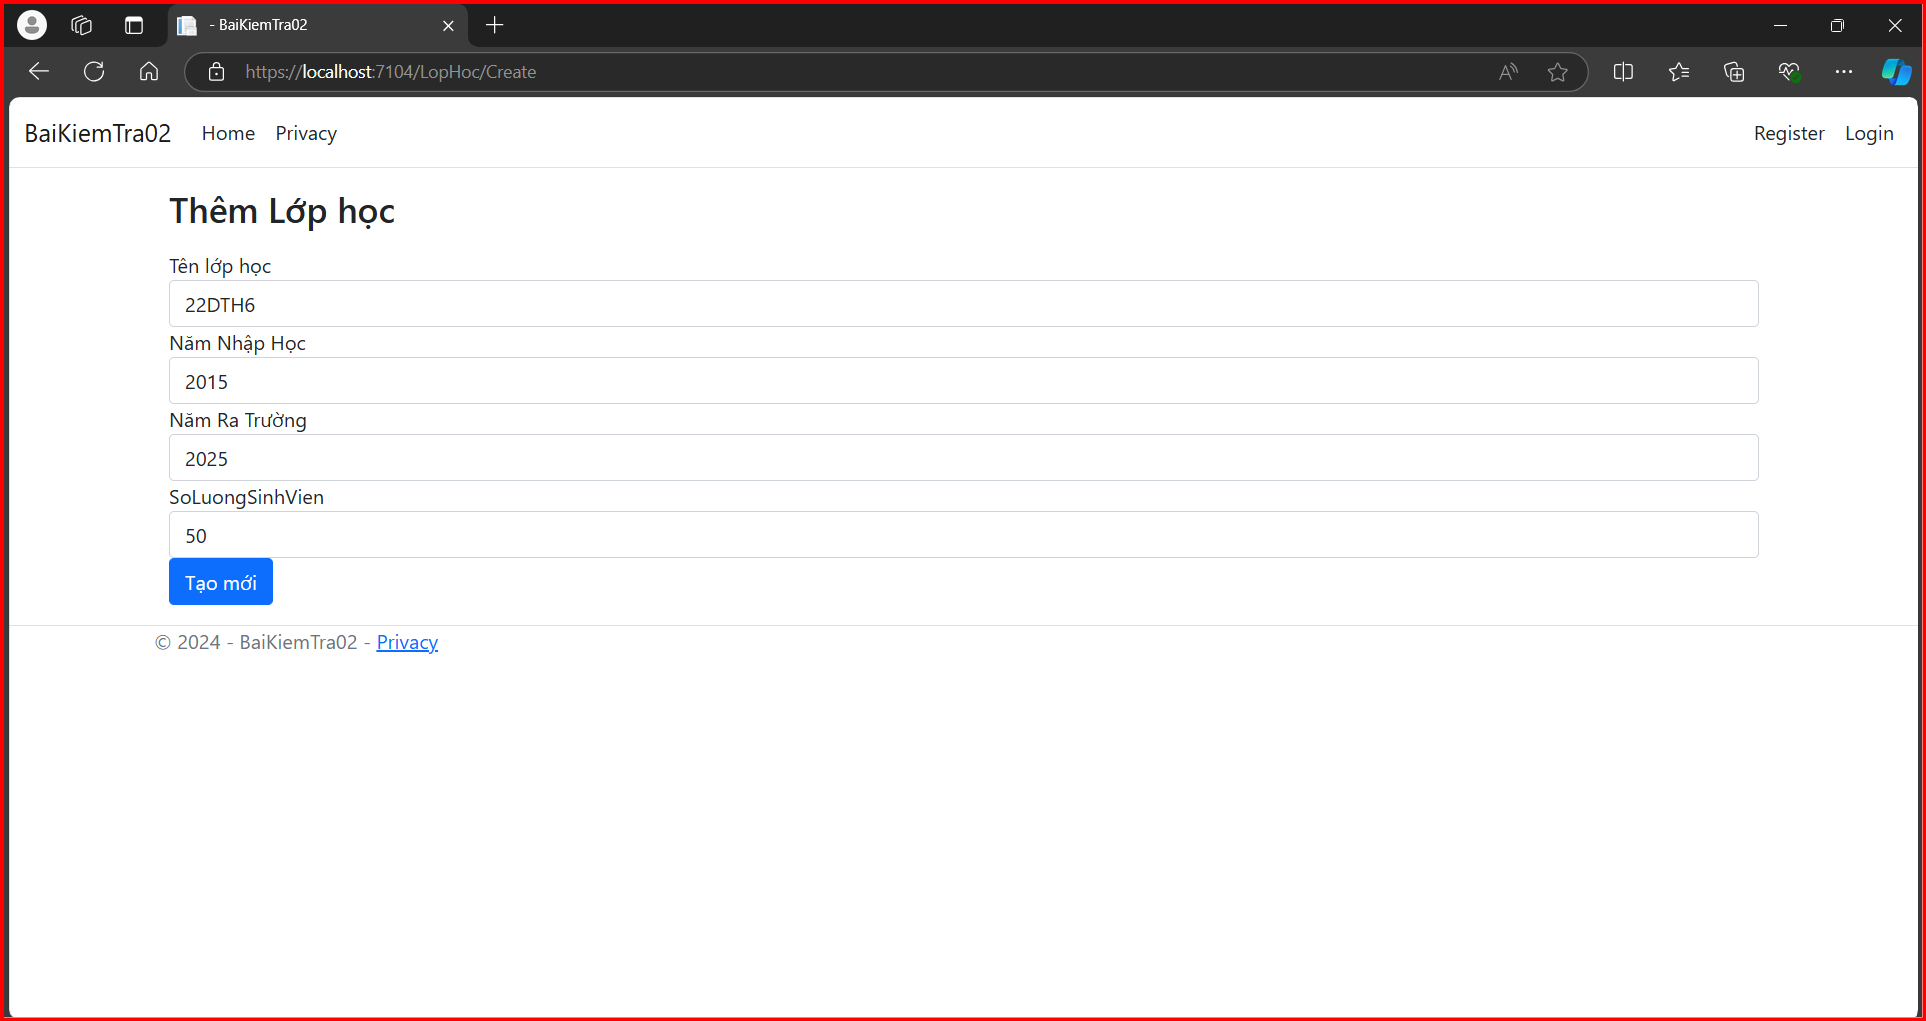 - BaiKiemTra02
https://localhost:7104/LopHoc/Create
BaiKiemTra02 Home Privacy Register Login
Thêm Lớp học
Tên lớp học
22DTH6
Năm Nhập Học
2015
Năm Ra Trường
2025
SoLuongSinhVien
50
Tạo mới
© 2024 - BaiKiemTra02 - Privacy